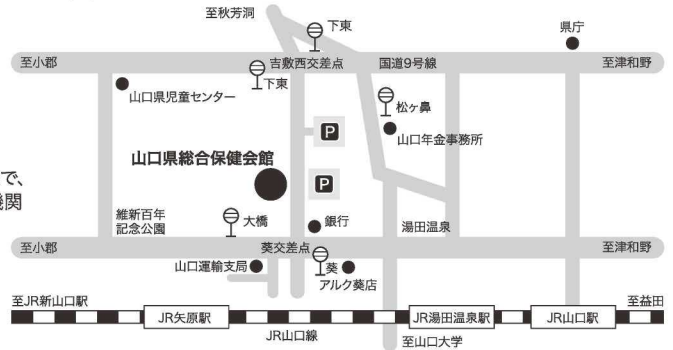 至秋芳洞
下東
県庁
至小郡
吉敷西交差点
国道9号線
至津和野
下東
山口県児童センター
松ヶ鼻
P
山口年金事務所
山口県総合保健会館
で、
P
機関
維新百年
記念公園
大橋
銀行
湯田温泉
至小郡
葵交差点
至津和野
山口運輸支局
葵
アルク葵店
至JR新山口駅
至益田
JR矢原駅
JR湯田温泉駅
JR山口駅
JR山口線
至山口大学